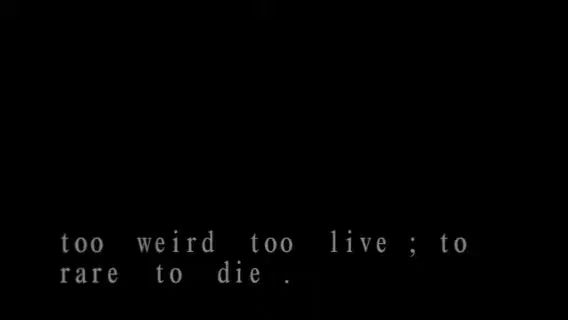 too weird too live ; to
rare to die .